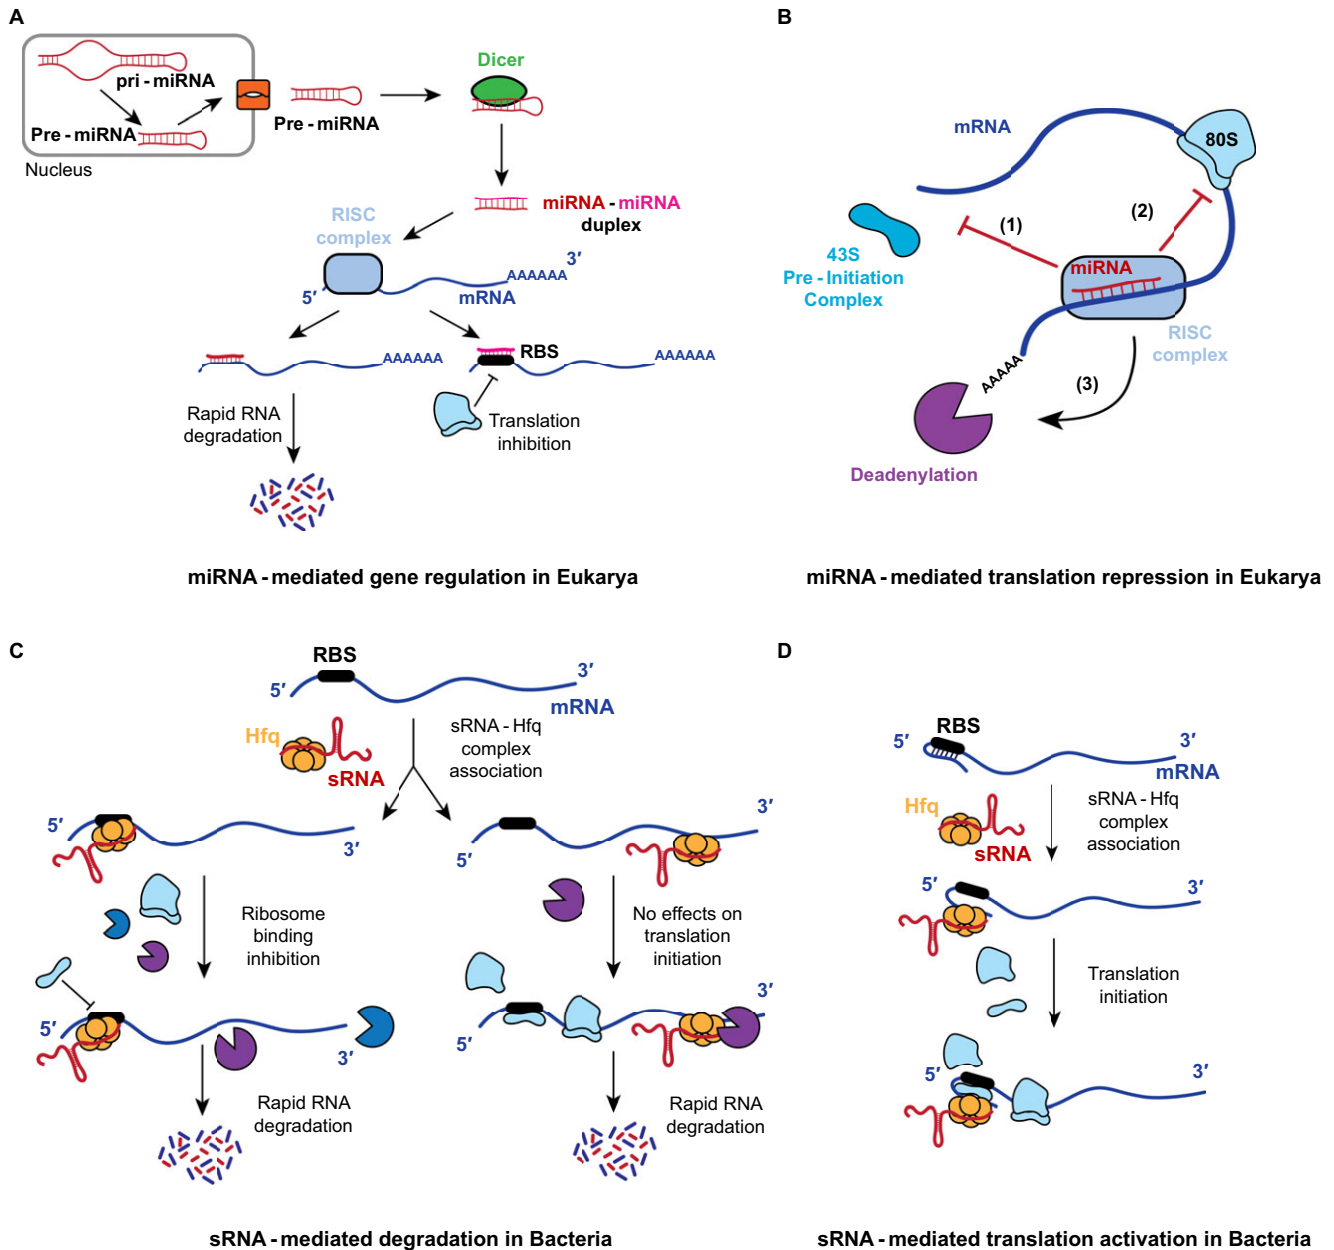 A
pri - miRNA
Pre - miRNA
Nucleus
Pre - miRNA
Dicer
miRNA - miRNA
duplex
RISC
complex
5′
mRNA
AAAAAA
3′
AAAAAA
RBS
AAAAAA
Rapid RNA
degradation
Translation
inhibition
miRNA - mediated gene regulation in Eukarya
B
mRNA
80S
(1)
(2)
43S
Pre - Initiation
Complex
miRNA
RISC
complex
AAAAA
(3)
Deadenylation
miRNA - mediated translation repression in Eukarya
C
RBS
5′
3′
mRNA
Hfq
sRNA
sRNA - Hfq
complex
association
5′
3′
Ribosome
binding
inhibition
5′
3′
Rapid RNA
degradation
3′
5′
No effects on
translation
initiation
3′
5′
Rapid RNA
degradation
sRNA - mediated degradation in Bacteria
D
RBS
5′
3′
mRNA
Hfq
sRNA
sRNA - Hfq
complex
association
5′
3′
Translation
initiation
5′
3′
sRNA - mediated translation activation in Bacteria